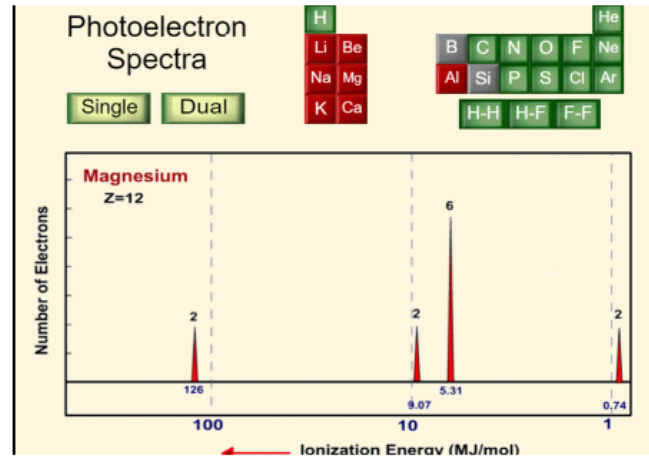 Photoelectron
Spectra
Single Dual
H He
Li Be B C N O F Ne
Na Mg Al Si P S Cl Ar
K Ca
H-H H-F F-F
Magnesium
Z=12
Number of Electrons
2 2 6 2
126 9.07 5.31 0.74
100 10 1
Ionization Energy (MJ/mol)